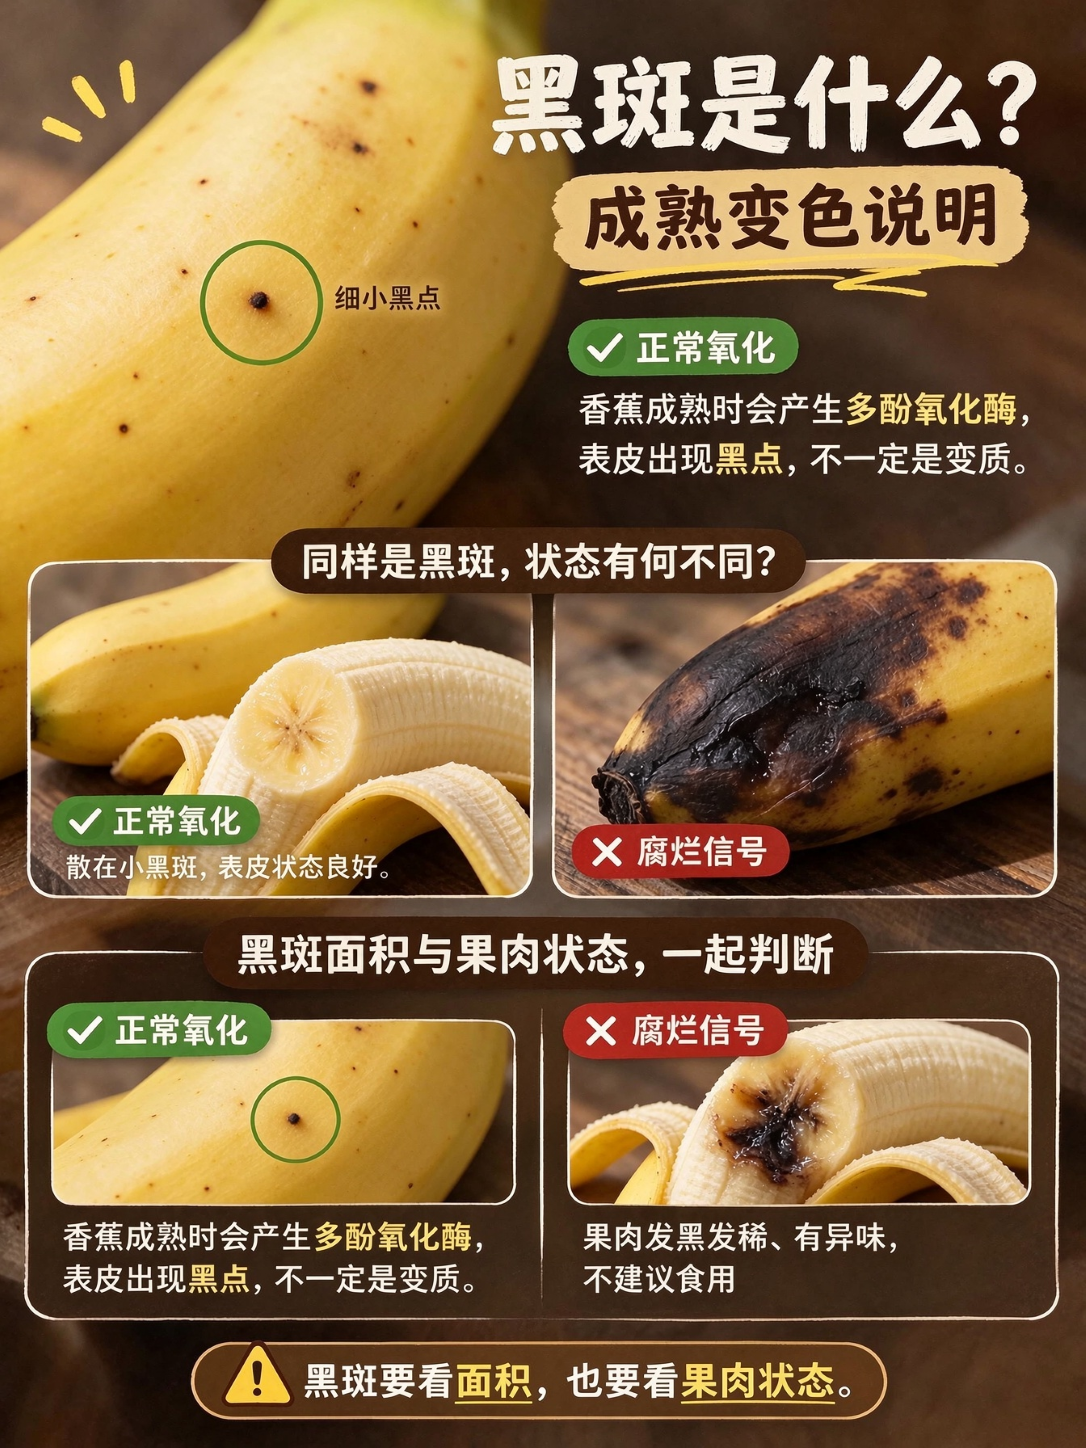 黑斑是什么?
成熟变色说明
细小黑点
正常氧化
香蕉成熟时会产生多酚氧化酶,
表皮出现黑点, 不一定是变质。
同样是黑斑, 状态有何不同?
正常氧化
散在小黑斑, 表皮状态良好。
腐烂信号
黑斑面积与果肉状态, 一起判断
正常氧化
香蕉成熟时会产生多酚氧化酶,
表皮出现黑点, 不一定是变质。
腐烂信号
果肉发黑发稀、有异味,
不建议食用
黑斑要看面积, 也要看果肉状态。